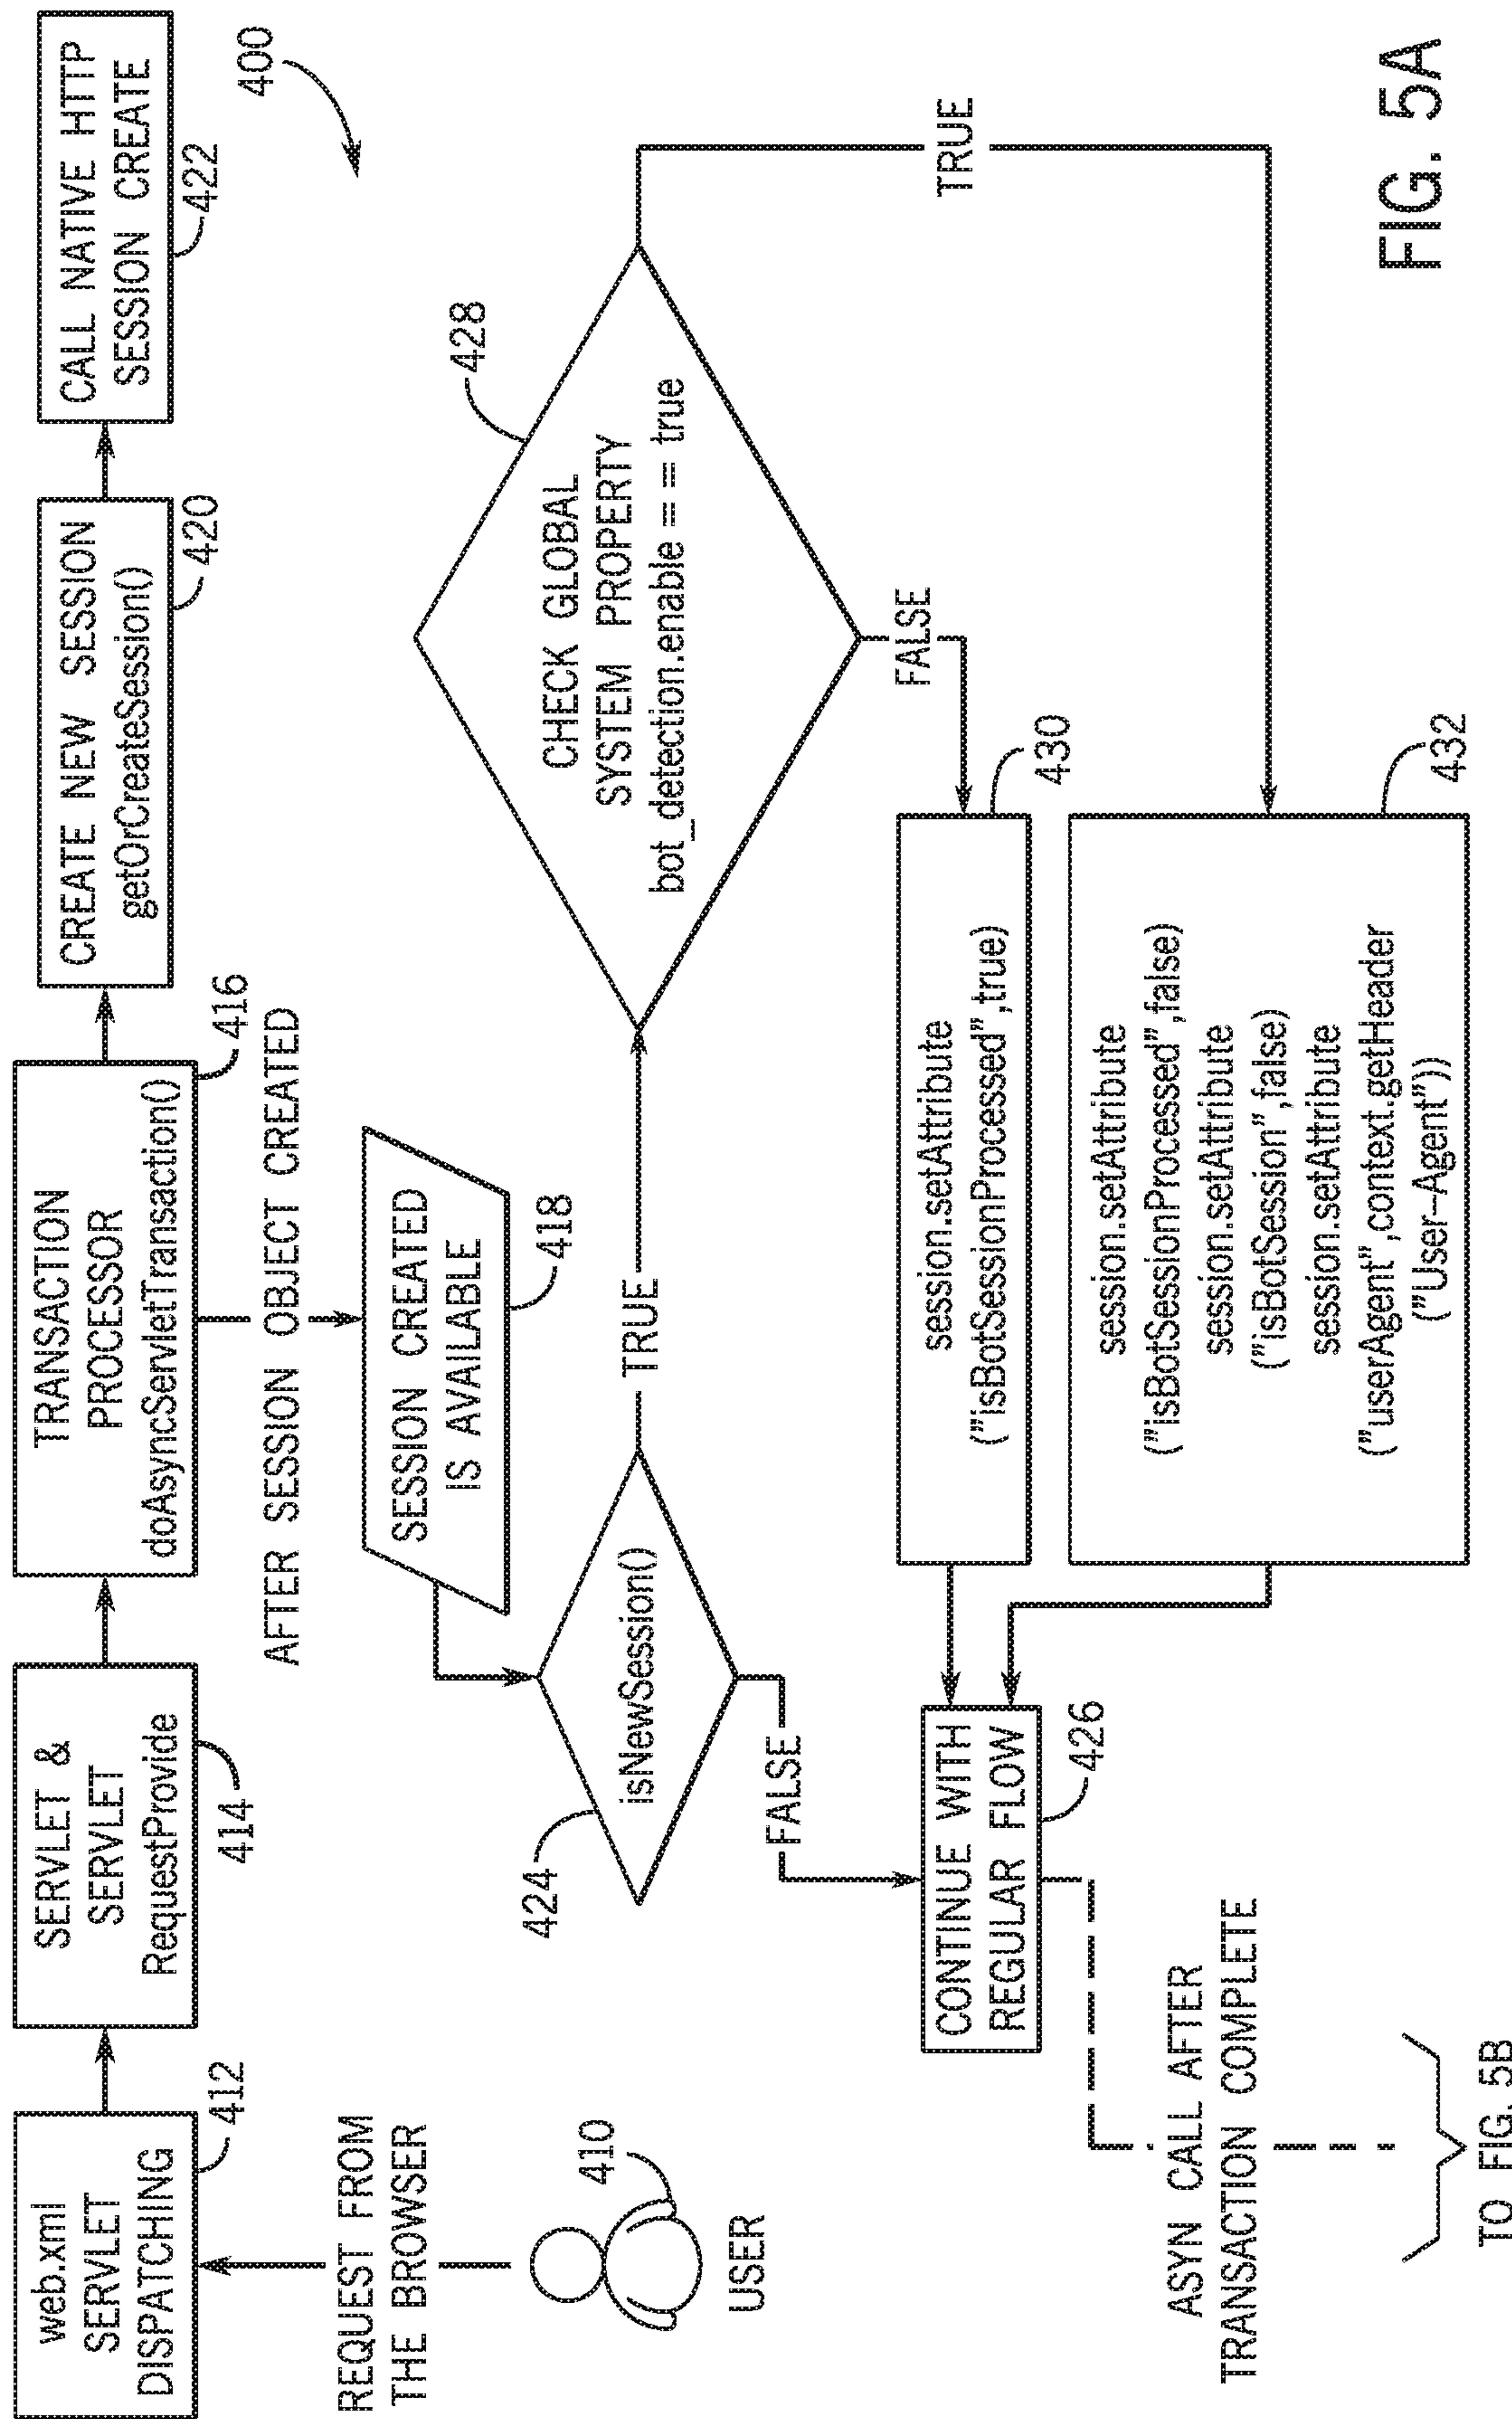 web.xml
SERVLET
DISPATCHING
412
SERVLET &
SERVLET
RequestProvide
414
TRANSACTION
PROCESSOR
doAsyncServletTransaction()
416
CREATE NEW SESSION
getOrCreateSession()
420
CALL NATIVE HTTP
SESSION CREATE
422
400
REQUEST FROM
THE BROWSER
410
USER
AFTER SESSION OBJECT CREATED
SESSION CREATED
IS AVAILABLE
418
424
isNewSession()
TRUE
FALSE
428
CHECK GLOBAL
SYSTEM PROPERTY
bot_detection.enable = = true
FALSE
TRUE
CONTINUE WITH
REGULAR FLOW
426
session.setAttribute
("isBotSessionProcessed",true)
430
session.setAttribute
("isBotSessionProcessed",false)
session.setAttribute
("isBotSession",false)
session.setAttribute
("userAgent",context.getHeader
("User-Agent"))
432
ASYN CALL AFTER
TRANSACTION COMPLETE
TO FIG. 5B
FIG. 5A